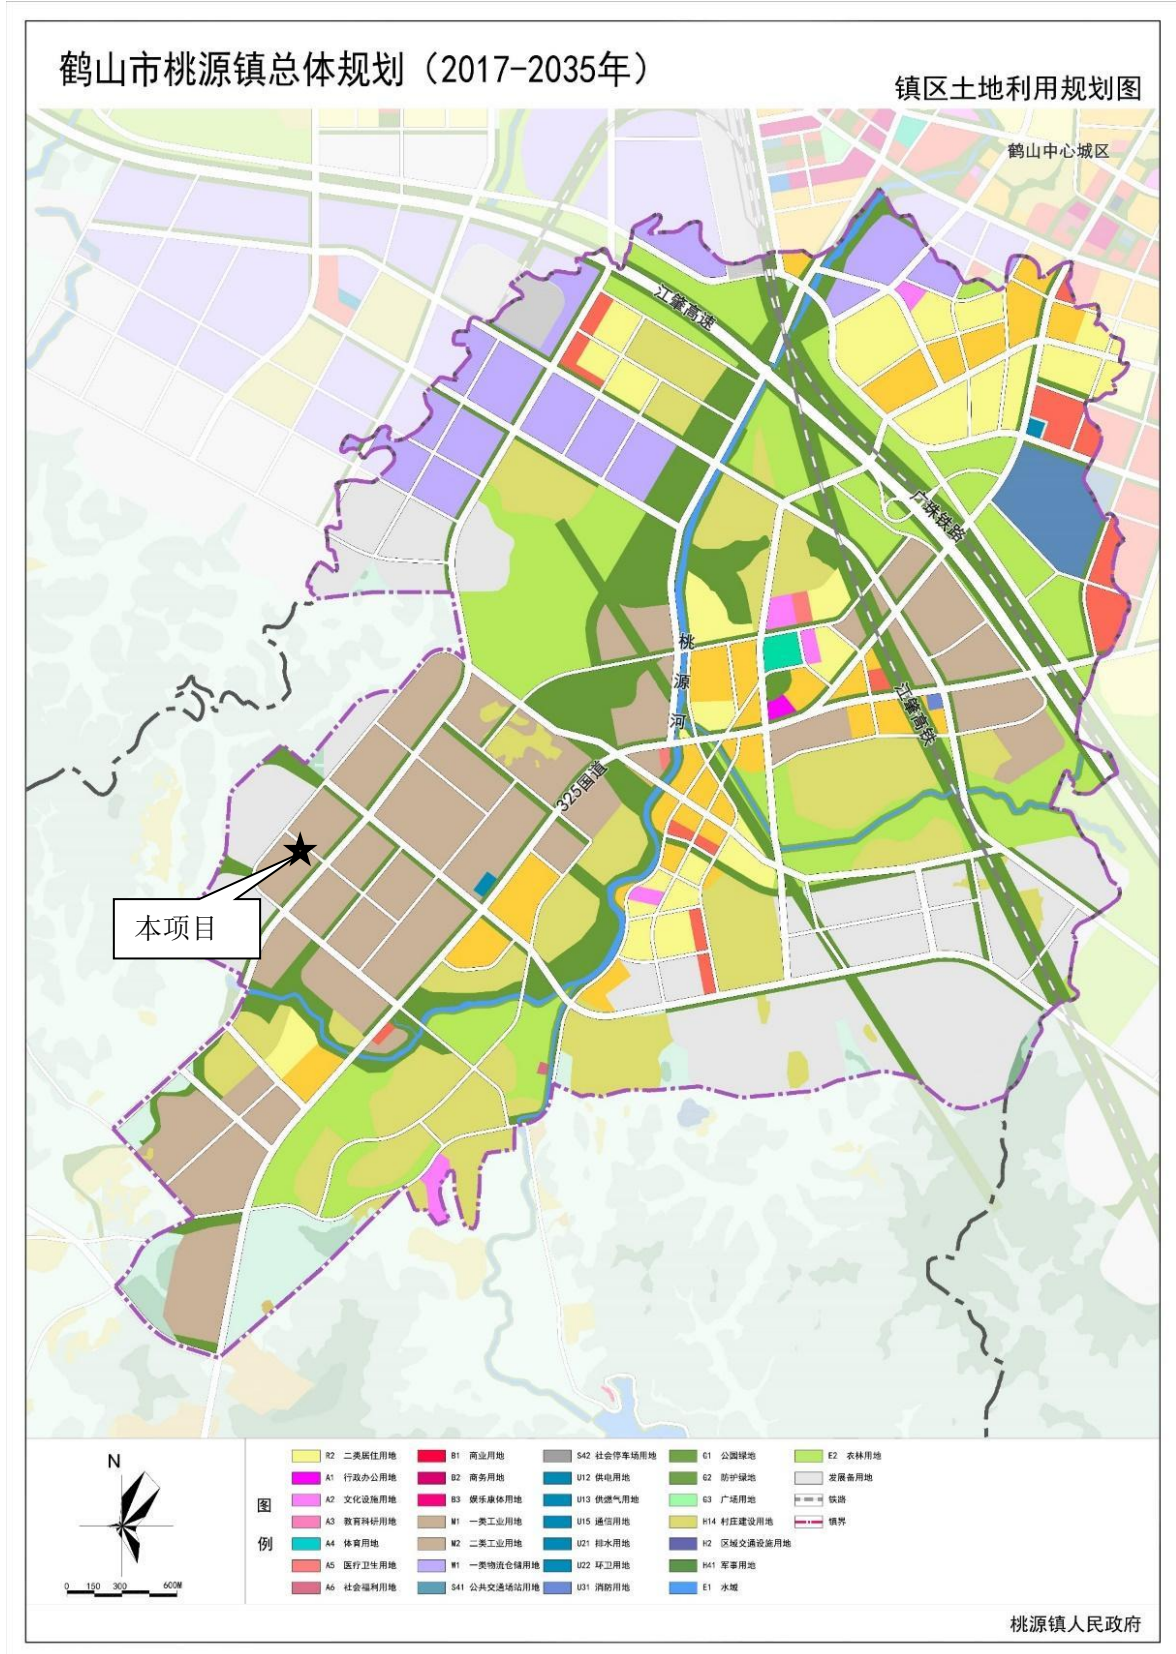 鹤山市桃源镇总体规划（2017-2035年）
镇区土地利用规划图
鹤山中心城区
江肇高速
广珠铁路
桃源河
江肇高铁
325国道
本项目
N
0 150 300 600M
图例
R2 二类居住用地
A1 行政办公用地
A2 文化设施用地
A3 教育科研用地
A4 体育用地
A5 医疗卫生用地
A6 社会福利用地
B1 商业用地
B2 商务用地
B3 娱乐康体用地
M1 一类工业用地
M2 二类工业用地
W1 一类物流仓储用地
S41 公共交通场站用地
S42 社会停车场用地
U12 供电用地
U13 供燃气用地
U15 通信用地
U21 排水用地
U22 环卫用地
U31 消防用地
G1 公园绿地
G2 防护绿地
G3 广场用地
H14 村庄建设用地
H2 区域交通设施用地
H41 军事用地
E1 水域
E2 农林用地
发展备用地
铁路
镇界
桃源镇人民政府